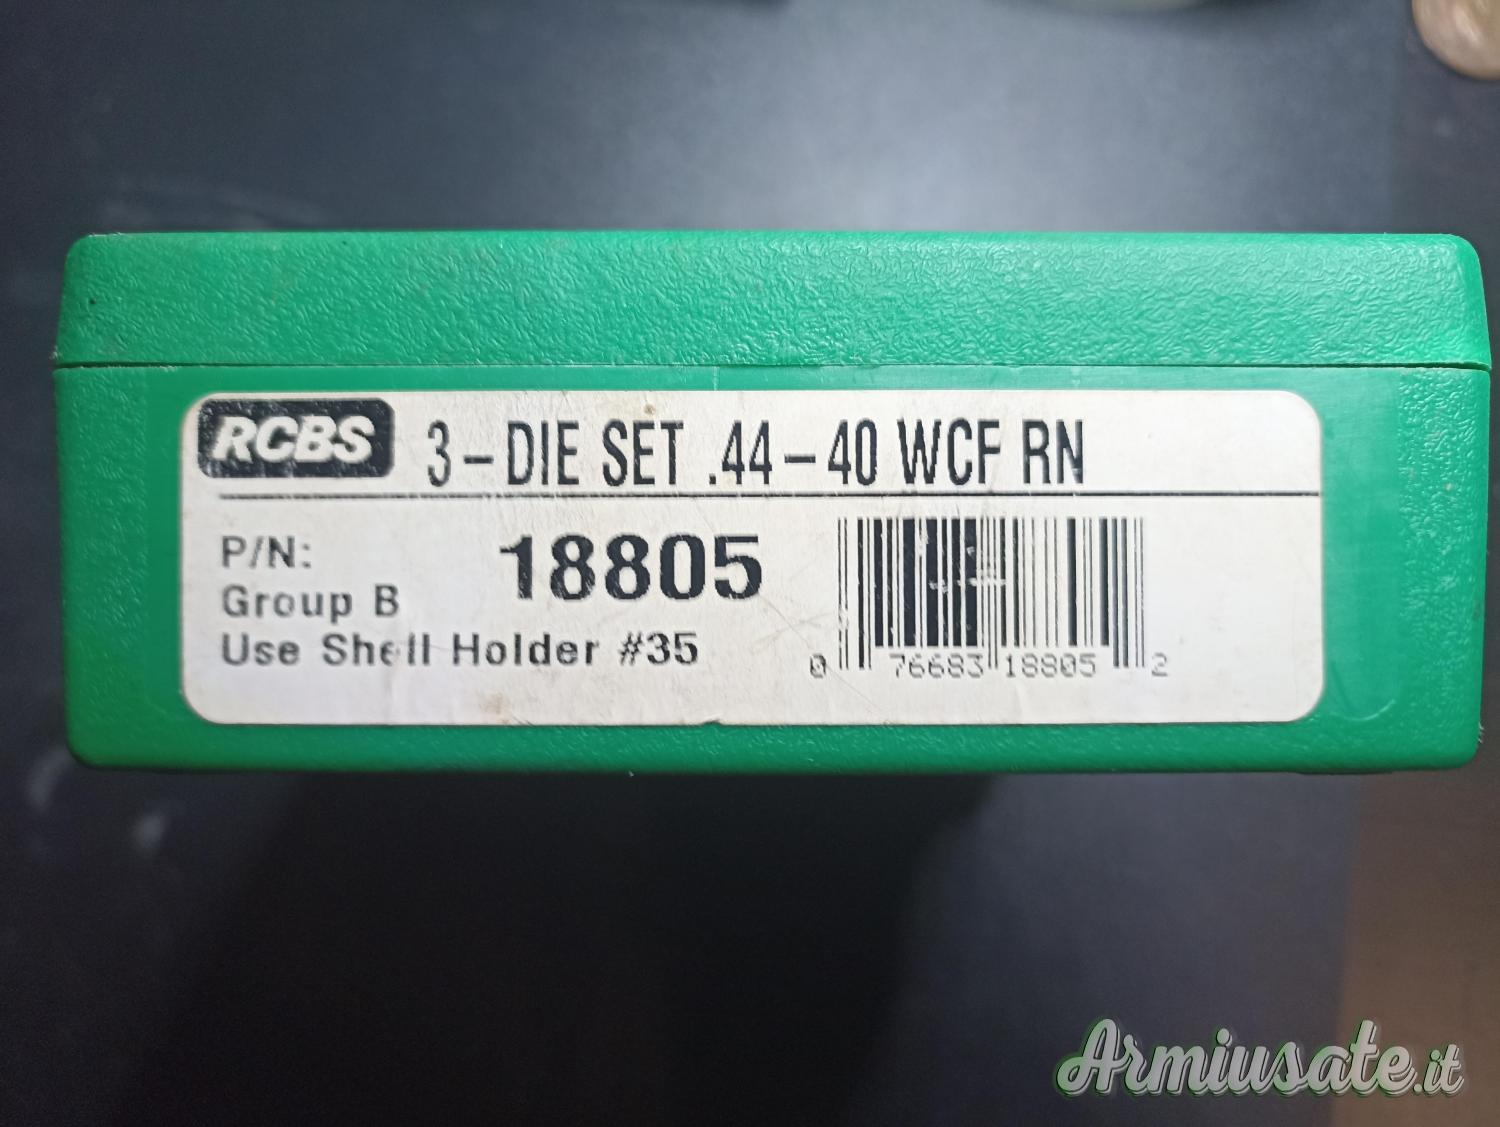 RCBS 3-DIE SET .44-40 WCF RN
P/N: 18805
Group B
Use Shell Holder #35
0 76683 18805 2
Armiusate.it